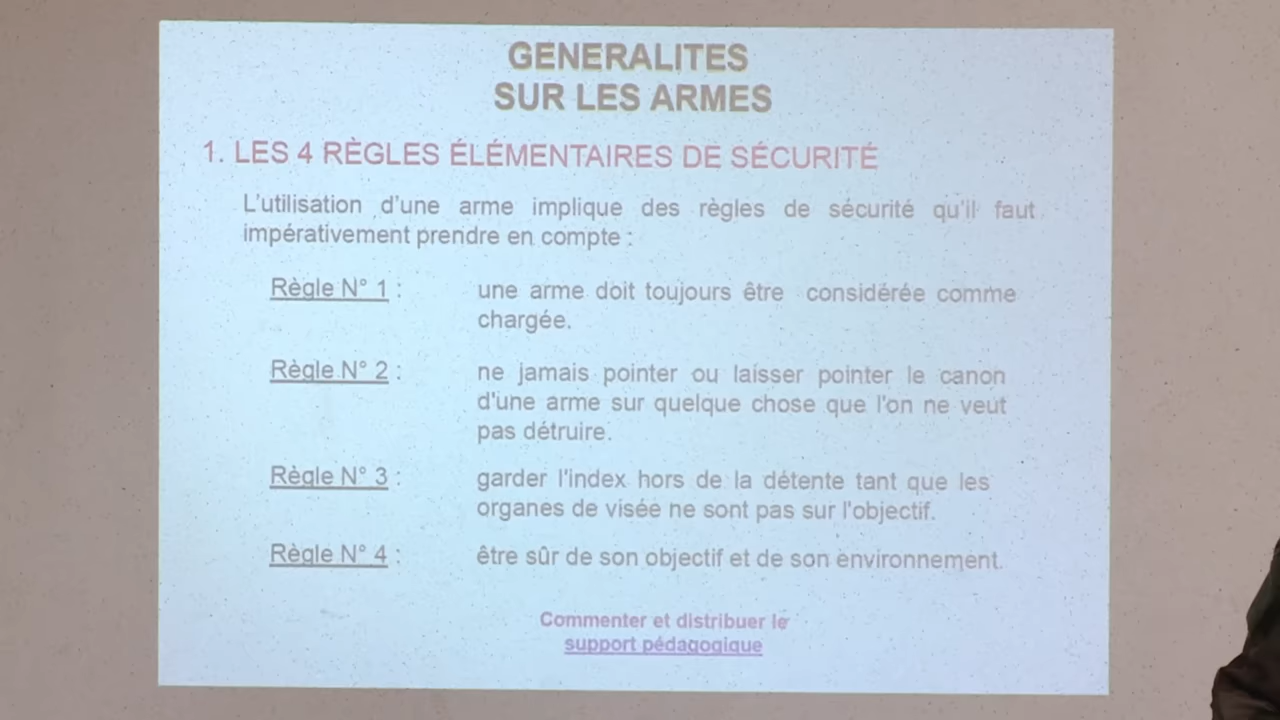 GENERALITES
SUR LES ARMES
1. LES 4 RÈGLES ÉLÉMENTAIRES DE SÉCURITÉ
L'utilisation d'une arme implique des règles de sécurité qu'il faut
impérativement prendre en compte :
Règle N° 1 : une arme doit toujours être considérée comme
chargée.
Règle N° 2 : ne jamais pointer ou laisser pointer le canon
d'une arme sur quelque chose que l'on ne veut
pas détruire.
Règle N° 3 : garder l'index hors de la détente tant que les
organes de visée ne sont pas sur l'objectif.
Règle N° 4 : être sûr de son objectif et de son environnement.
Commenter et distribuer le
support pédagogique